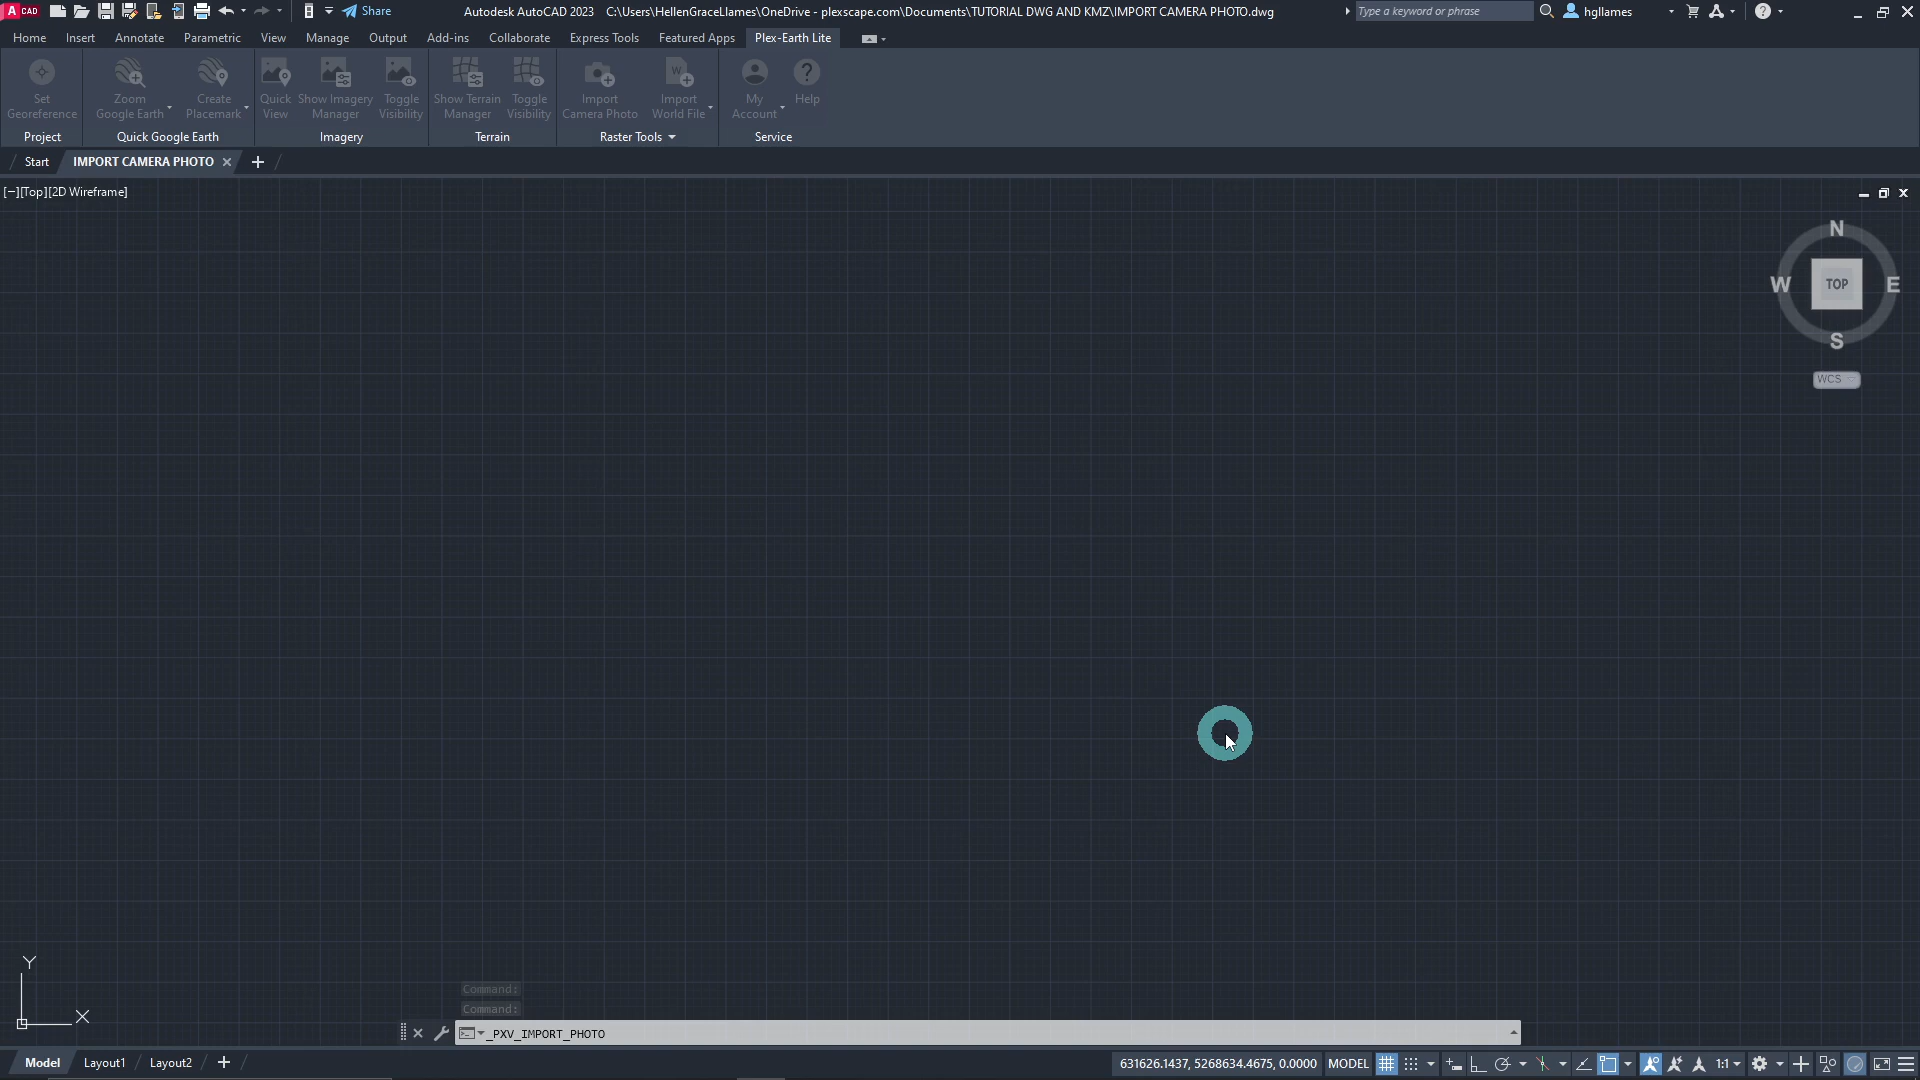 A CAD Share Autodesk AutoCAD 2023 C:\Users\HellenGraceLlames\OneDrive - plexscape.com\Documents\TUTORIAL DWG AND KMZ\IMPORT CAMERA PHOTO.dwg Type a keyword or phrase hgllames
Home Insert Annotate Parametric View Manage Output Add-ins Collaborate Express Tools Featured Apps Plex-Earth Lite
Set Georeference
Zoom Google Earth
Create Placemark
Quick View
Show Imagery Manager
Toggle Visibility
Show Terrain Manager
Toggle Visibility
Import Camera Photo
W
Import World File
My Account
? Help
Project Quick Google Earth Imagery Terrain Raster Tools Service
Start IMPORT CAMERA PHOTO
[−][Top][2D Wireframe]
N
W TOP E
S
WCS
Y
X
Command:
Command:
_PXV_IMPORT_PHOTO
Model Layout1 Layout2 631626.1437, 5268634.4675, 0.0000 MODEL 1:1